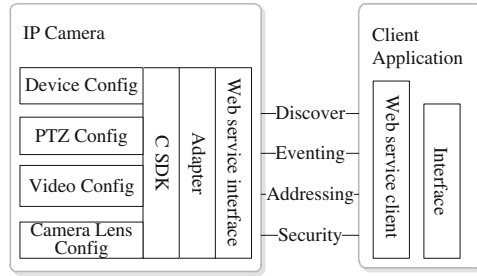 IP Camera
Device Config
PTZ Config
Video Config
Camera Lens
Config
C SDK
Adapter
Web service interface
Discover
Eventing
Addressing
Security
Client
Application
Web service client
Interface